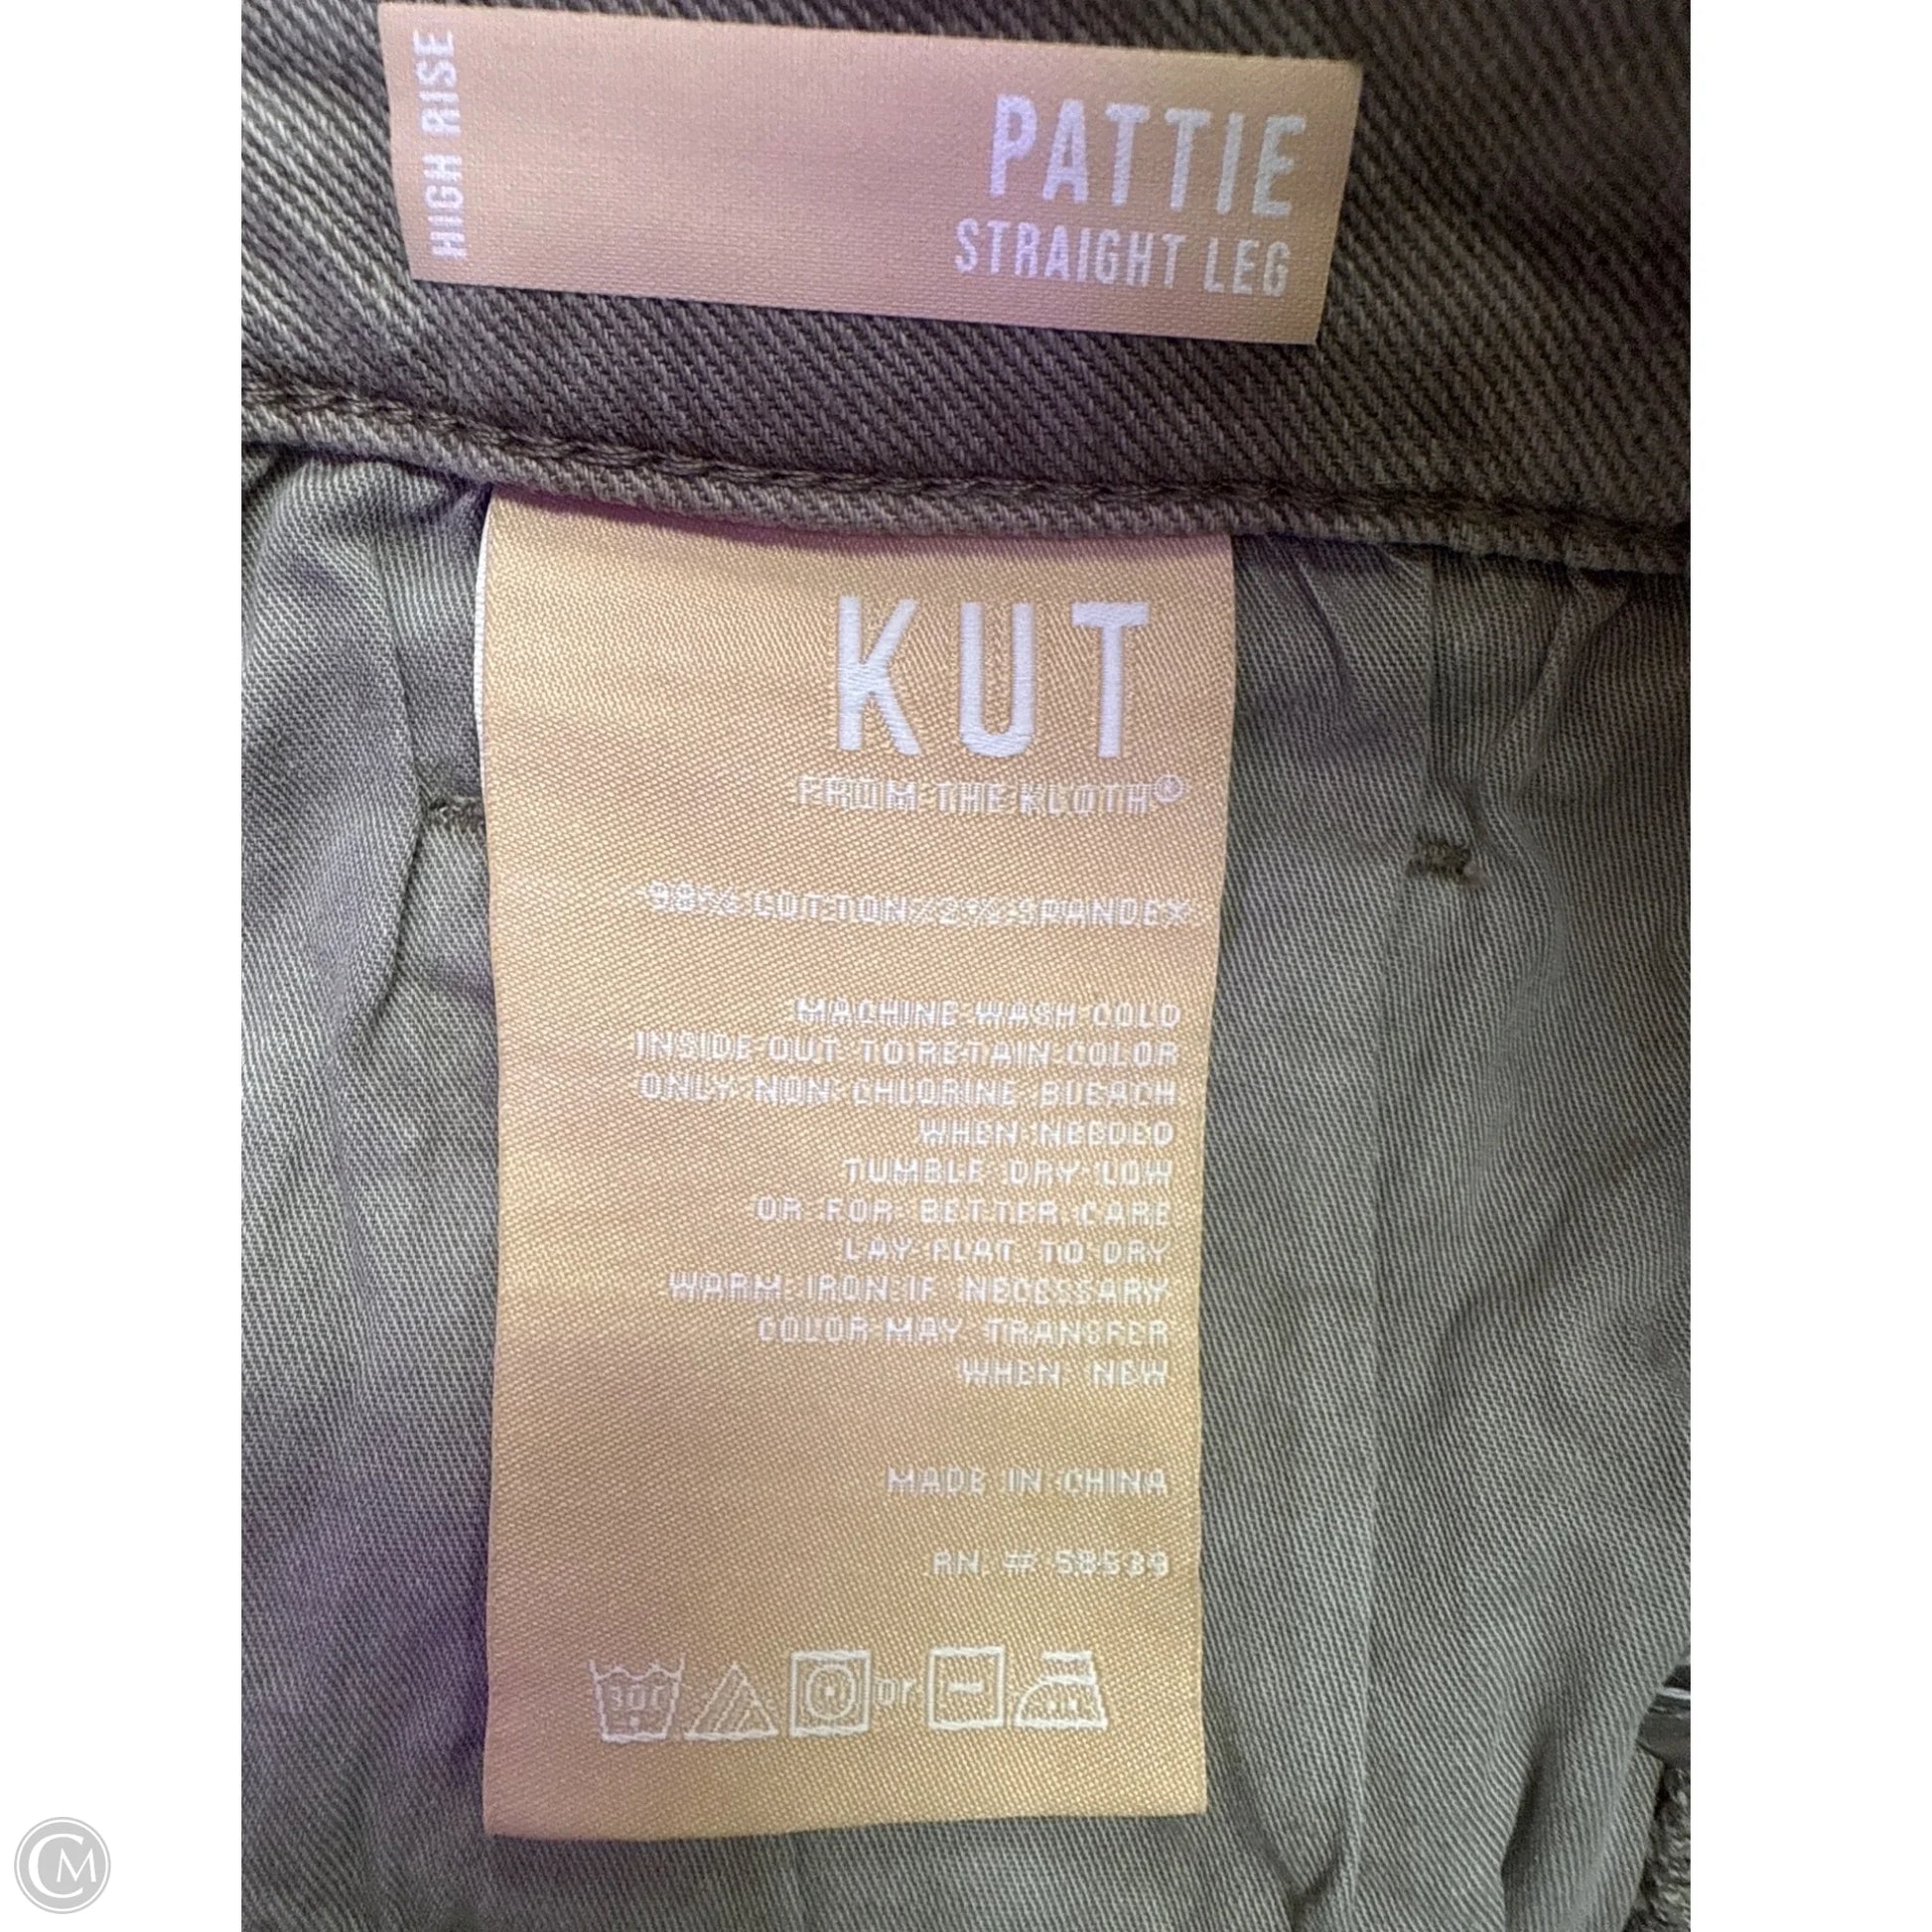 HIGH RISE
PATTIE
STRAIGHT LEG
KUT
FROM THE KLOTH®
98% COTTON/2% SPANDEX
MACHINE WASH COLD
INSIDE OUT TO RETAIN COLOR
ONLY NON CHLORINE BLEACH
WHEN NEEDED
TUMBLE DRY LOW
OR FOR BETTER CARE
LAY FLAT TO DRY
WARM IRON IF NECESSARY
COLOR MAY TRANSFER
WHEN NEW
MADE IN CHINA
RN # 58539
30C or
CM